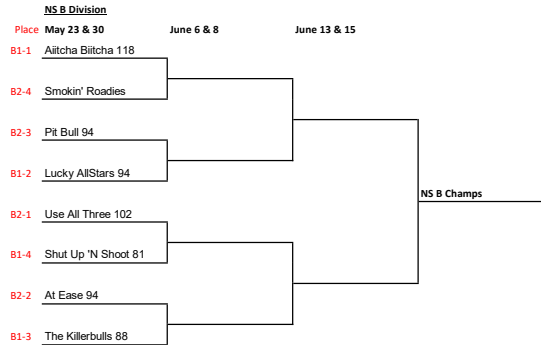 NS B Division
Place May 23 & 30 June 6 & 8 June 13 & 15
B1-1 Aiitcha Biitcha 118
B2-4 Smokin' Roadies
B2-3 Pit Bull 94
B1-2 Lucky AllStars 94
NS B Champs
B2-1 Use All Three 102
B1-4 Shut Up 'N Shoot 81
B2-2 At Ease 94
B1-3 The Killerbulls 88